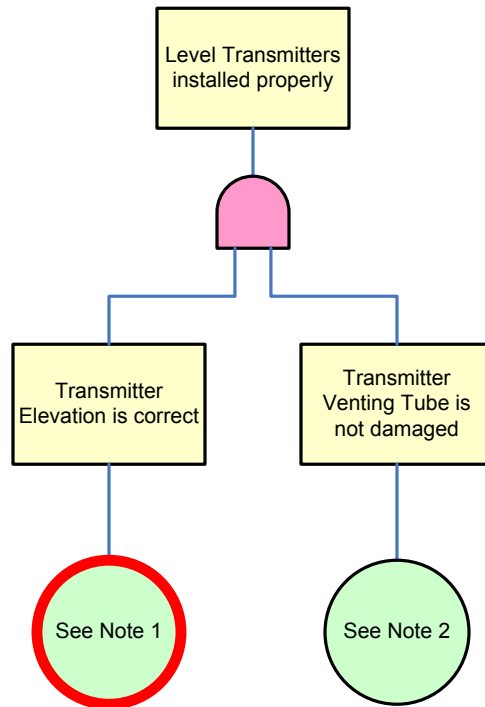 Level Transmitters
installed properly
Transmitter
Elevation is correct
Transmitter
Venting Tube is
not damaged
See Note 1
See Note 2